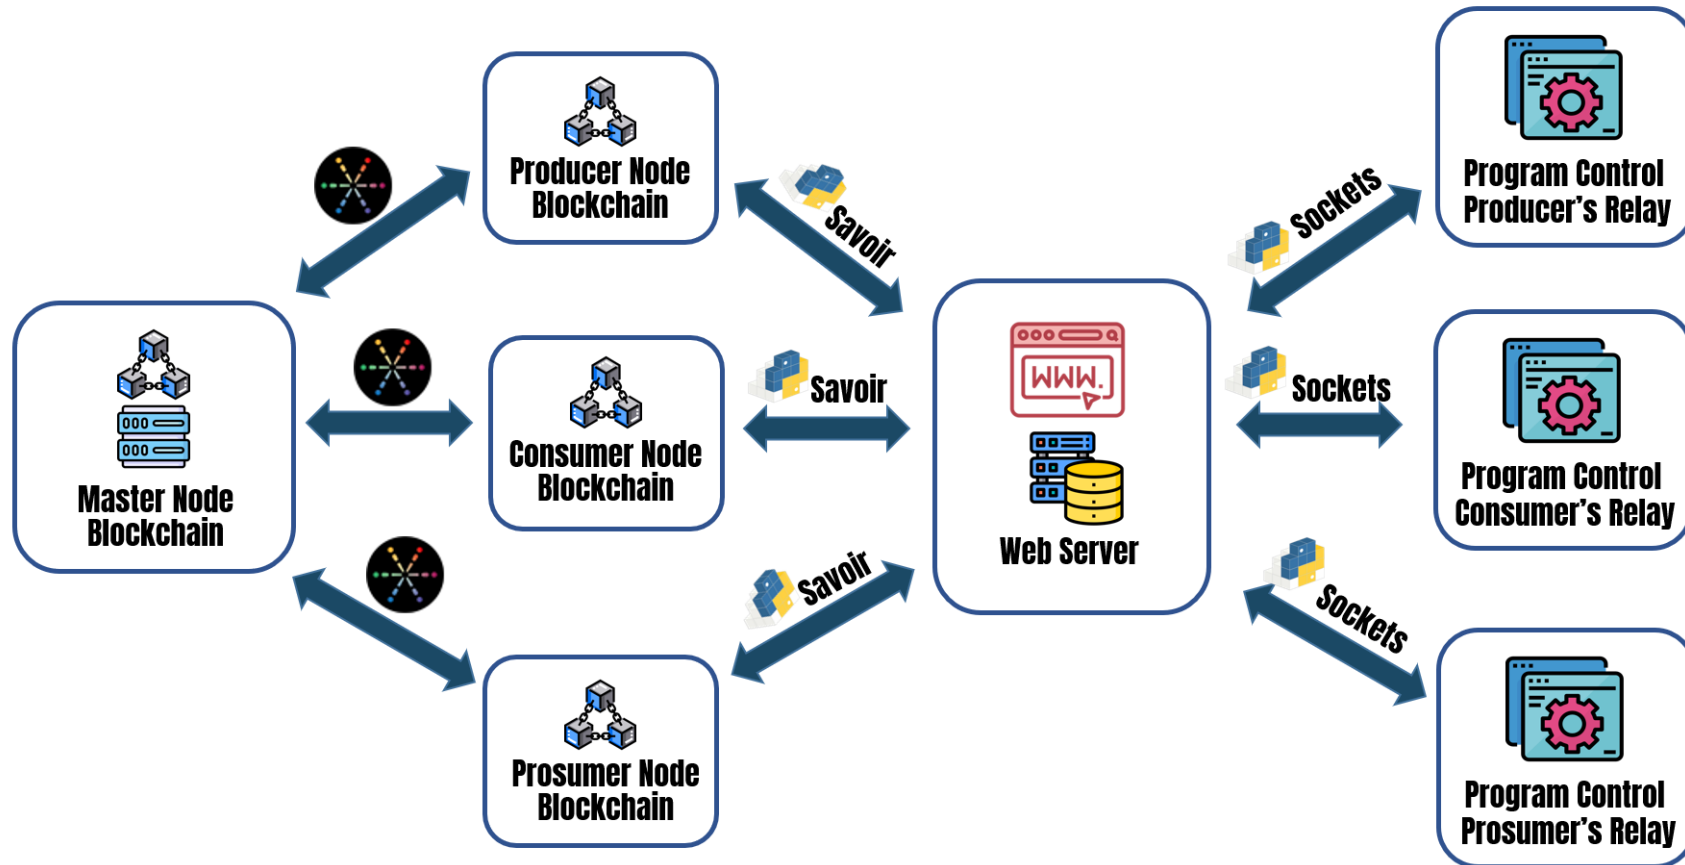 Producer Node
Blockchain
Savoir
Sockets
Program Control
Producer's Relay
Master Node
Blockchain
Consumer Node
Blockchain
Savoir
WWW.
Web Server
Sockets
Program Control
Consumer's Relay
Prosumer Node
Blockchain
Savoir
Sockets
Program Control
Prosumer's Relay